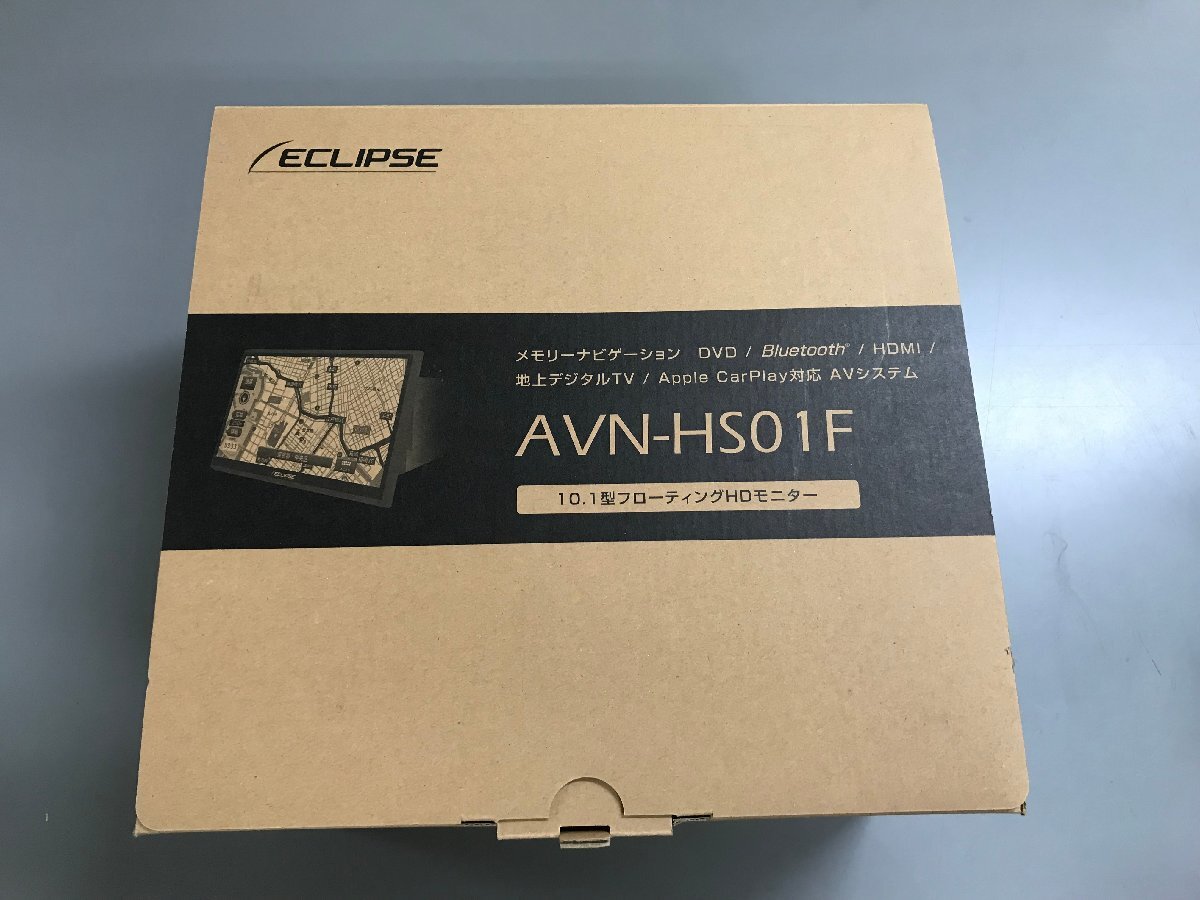 ECLIPSE
メモリーナビゲーション DVD / Bluetooth® / HDMI /
地上デジタルTV / Apple CarPlay対応 AVシステム
AVN-HS01F
10.1型フローティングHDモニター
ECLIPSE